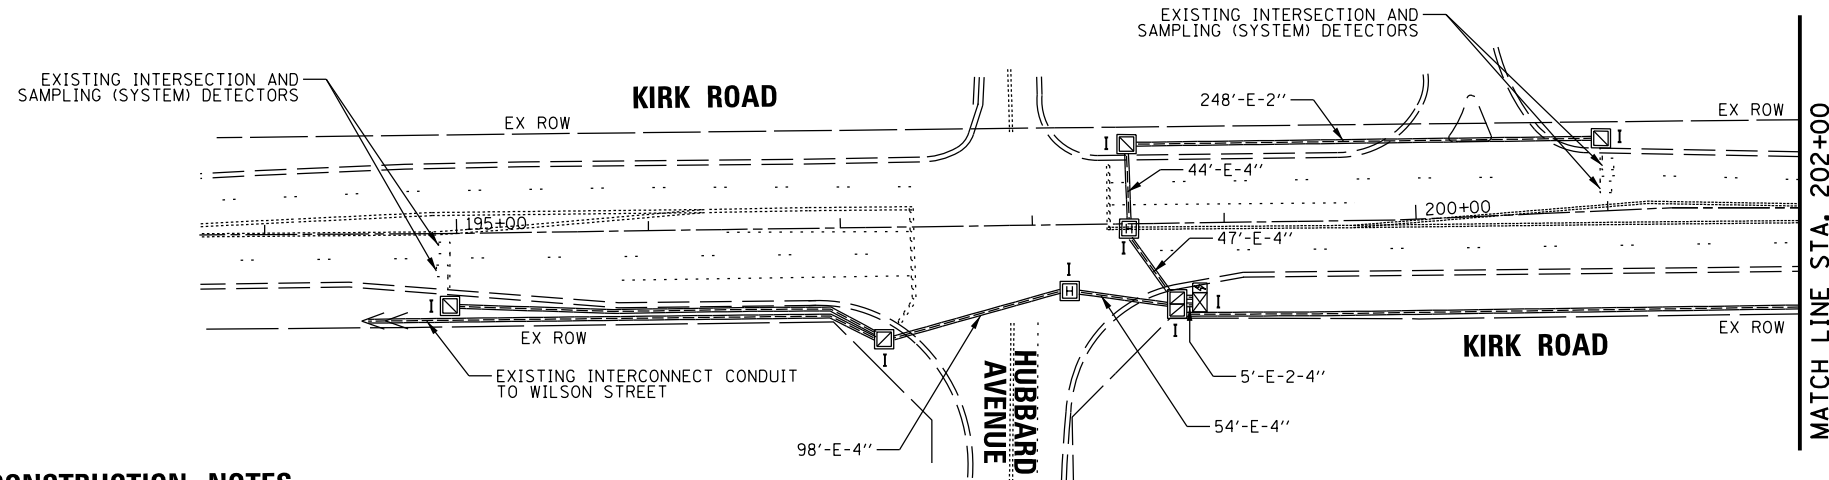 EXISTING INTERSECTION AND
SAMPLING (SYSTEM) DETECTORS
EXISTING INTERSECTION AND
SAMPLING (SYSTEM) DETECTORS
KIRK ROAD
EX ROW
248'-E-2''
EX ROW
I
I
44'-E-4''
195+00
200+00
H
I
47'-E-4''
I
H
I
I
I
I
EX ROW
EX ROW
KIRK ROAD
EXISTING INTERCONNECT CONDUIT
TO WILSON STREET
5'-E-2-4''
54'-E-4''
98'-E-4''
HUBBARD
AVENUE
MATCH LINE STA. 202+00
CONSTRUCTION NOTES